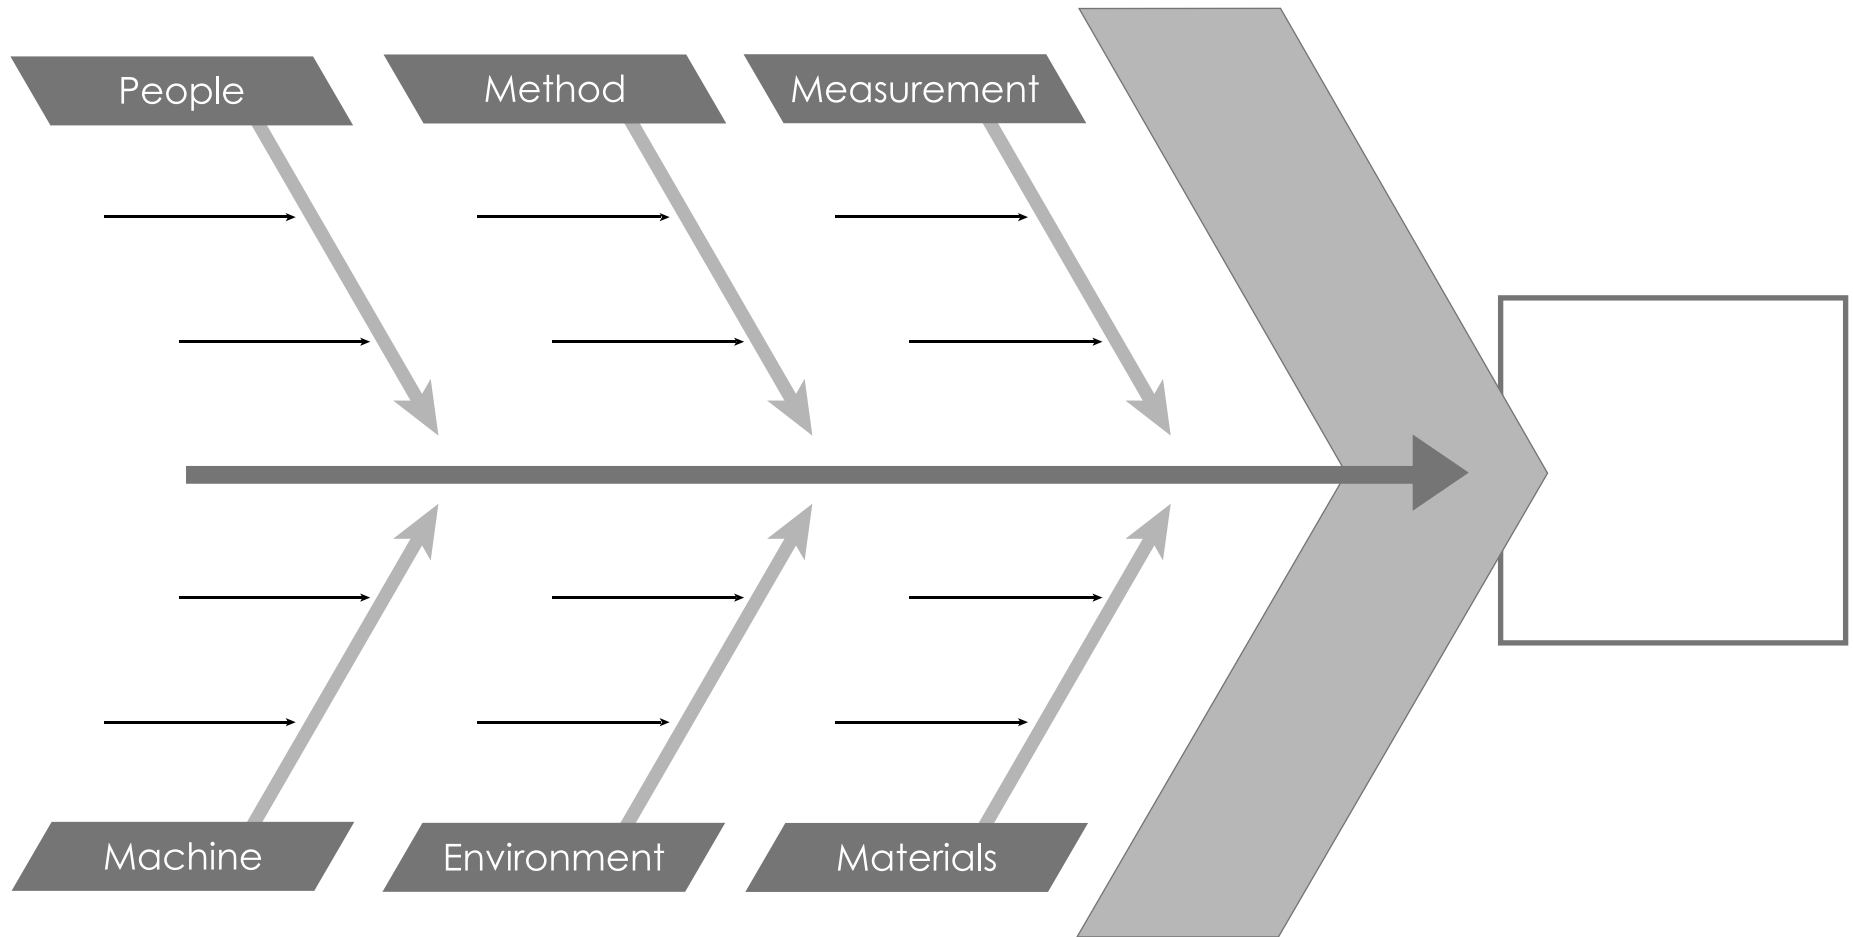 People
Method
Measurement
Machine
Environment
Materials